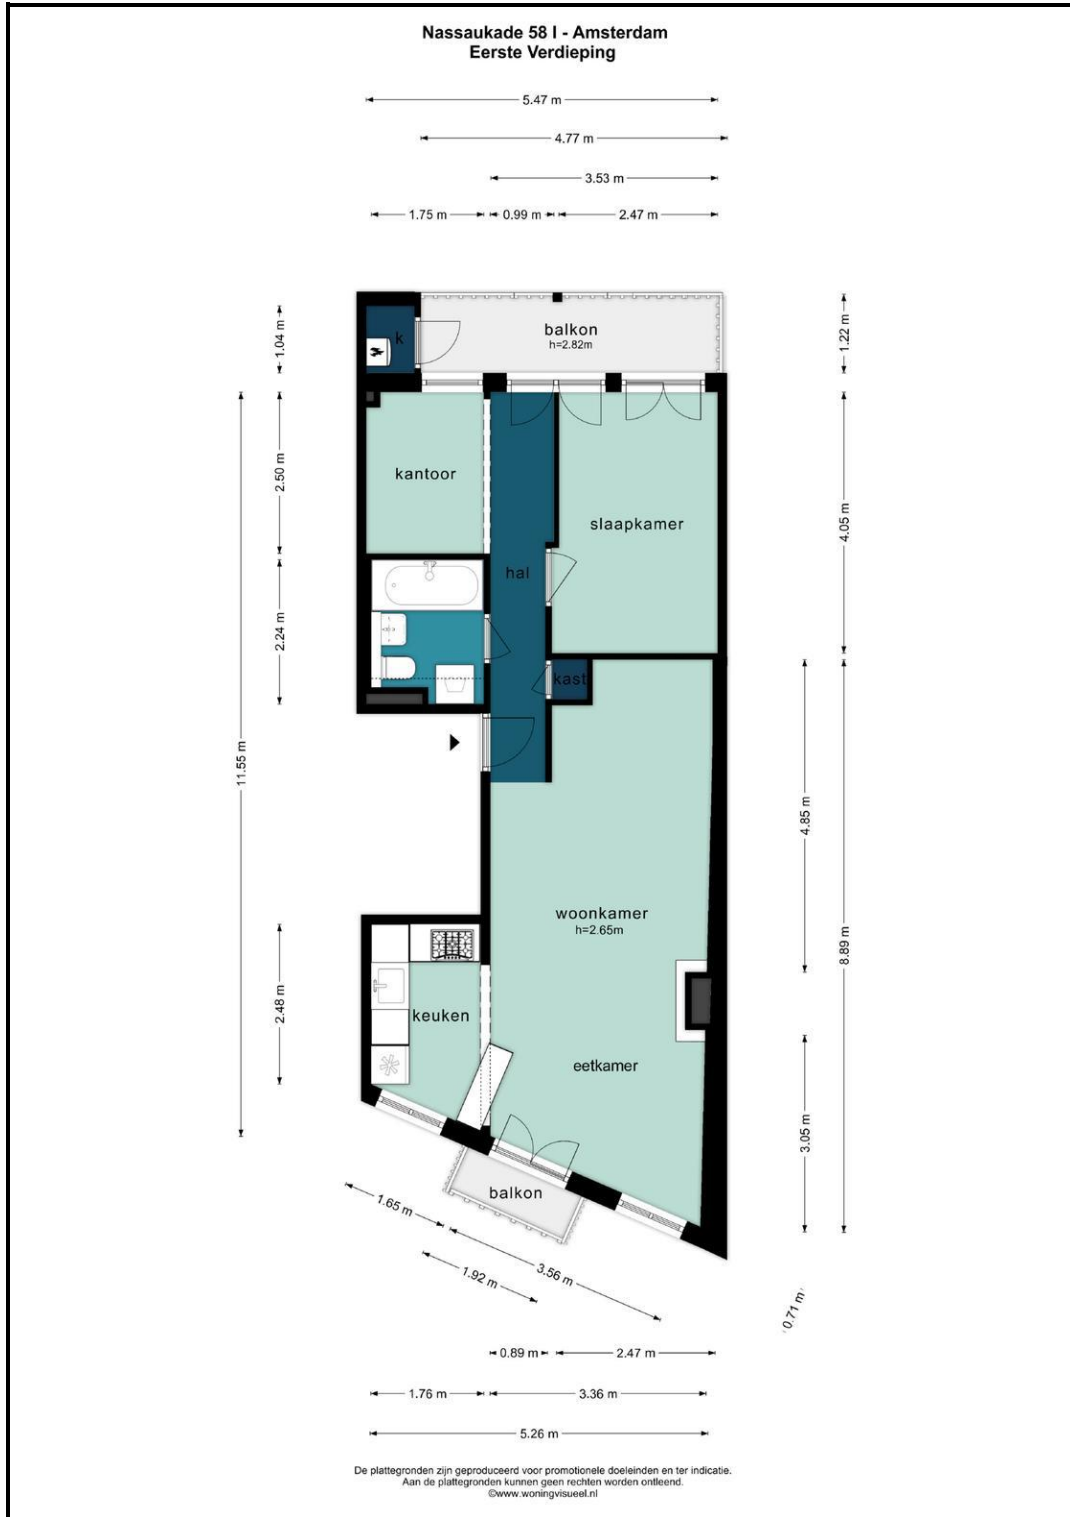 Nassaukade 58 I - Amsterdam
Eerste Verdieping
5.47 m
4.77 m
3.53 m
1.75 m
0.99 m
2.47 m
1.04 m
k
balkon
h=2.82m
1.22 m
2.50 m
kantoor
slaapkamer
4.05 m
hal
2.24 m
kast
11.55 m
4.85 m
woonkamer
h=2.65m
8.89 m
2.48 m
keuken
eetkamer
3.05 m
balkon
1.65 m
3.56 m
1.92 m
0.71 m
0.89 m
2.47 m
1.76 m
3.36 m
5.26 m
De plattegronden zijn geproduceerd voor promotionele doeleinden en ter indicatie.
Aan de plattegronden kunnen geen rechten worden ontleend.
©www.woningvisueel.nl